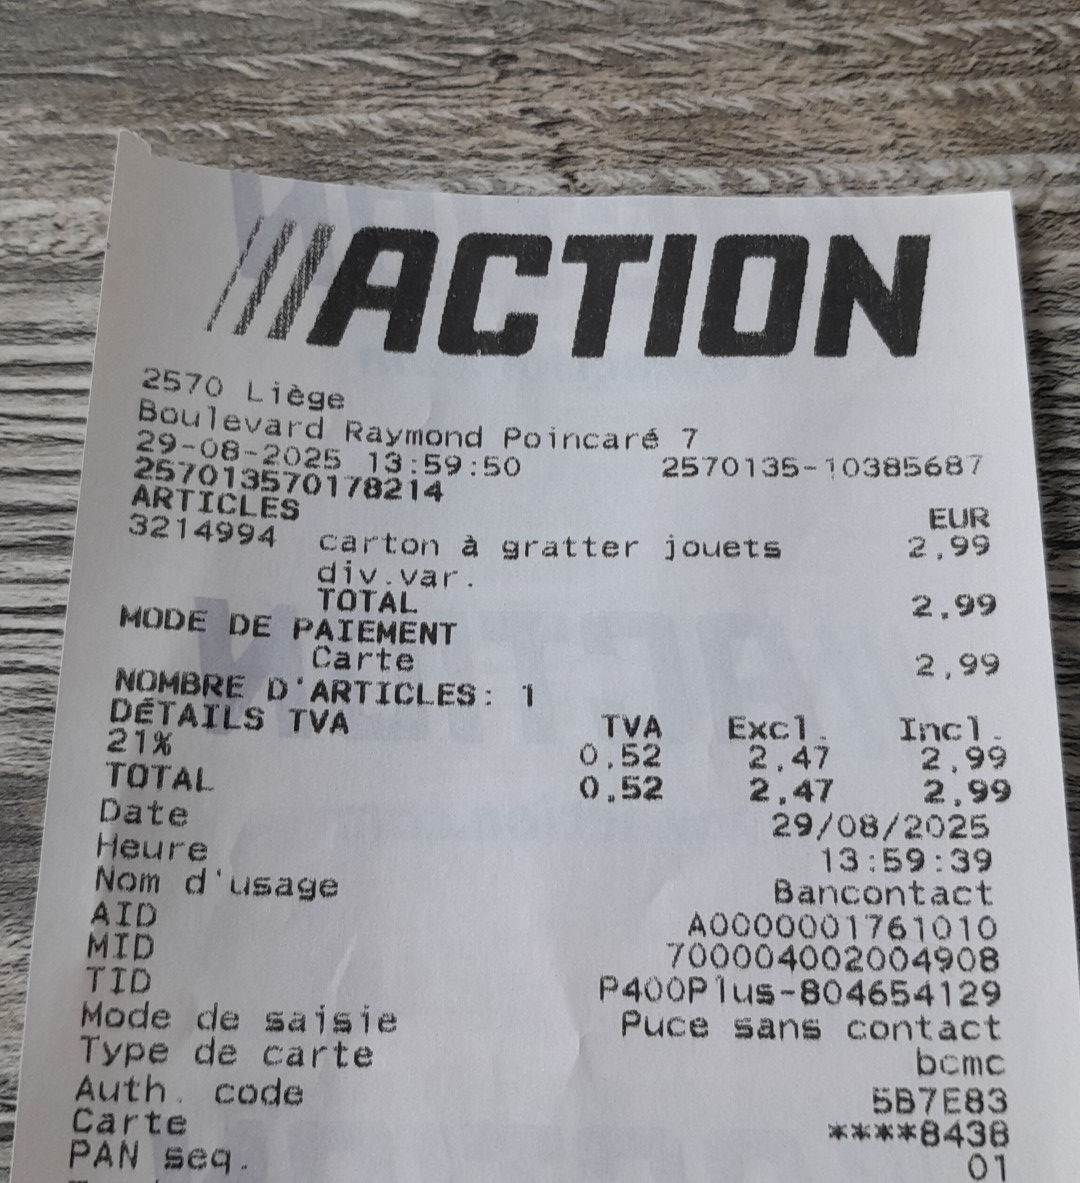 ACTION
2570 Liège
Boulevard Raymond Poincaré 7
29-08-2025 13:59:50 2570135-10385687
257013570178214
ARTICLES EUR
3214994 carton à gratter jouets 2,99
div.var.
TOTAL 2,99
MODE DE PAIEMENT
Carte 2,99
NOMBRE D'ARTICLES: 1
DÉTAILS TVA TVA Excl. Incl.
21% 0,52 2,47 2,99
TOTAL 0,52 2,47 2,99
Date 29/08/2025
Heure 13:59:39
Nom d'usage Bancontact
AID A0000001761010
MID 700004002004908
TID P400Plus-804654129
Mode de saisie Puce sans contact
Type de carte bcmc
Auth. code 5B7E83
Carte ****8438
PAN seq. 01